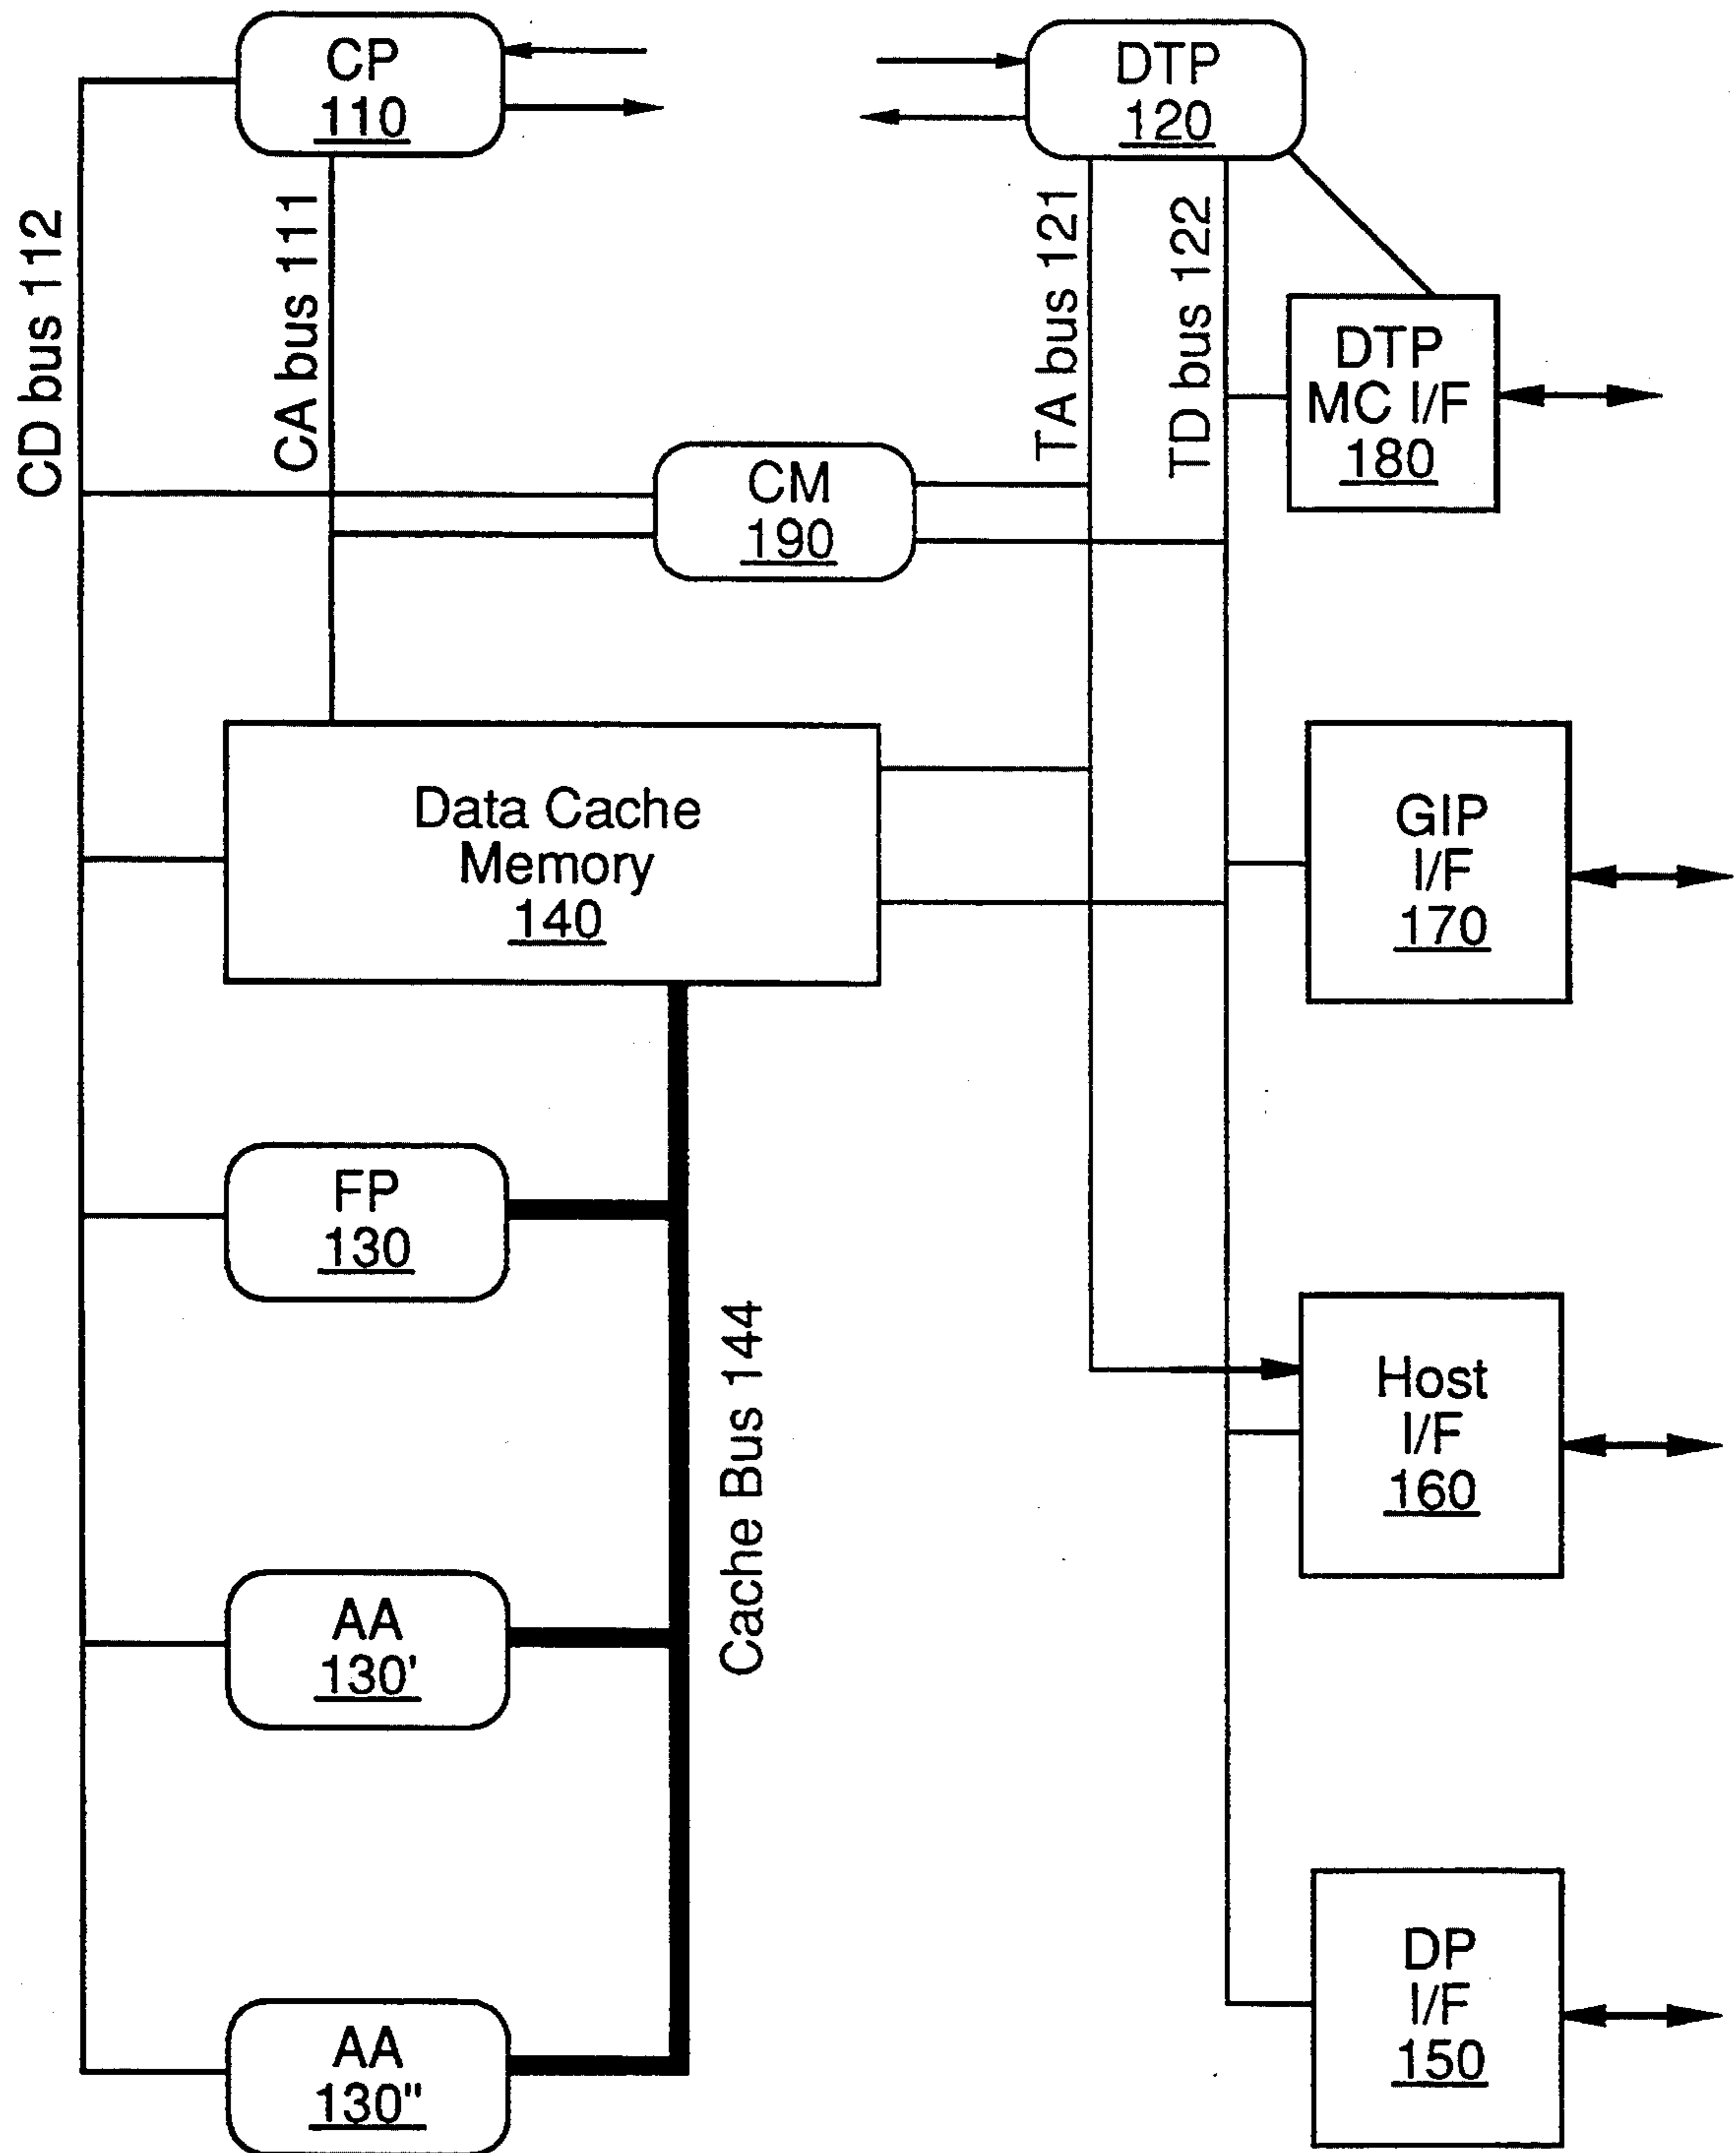 CP
110
DTP
120
CD bus 112
CA bus 111
TA bus 121
TD bus 122
DTP
MC I/F
180
CM
190
Data Cache
Memory
140
GIP
I/F
170
FP
130
Cache Bus 144
Host
I/F
160
AA
130'
DP
I/F
150
AA
130"